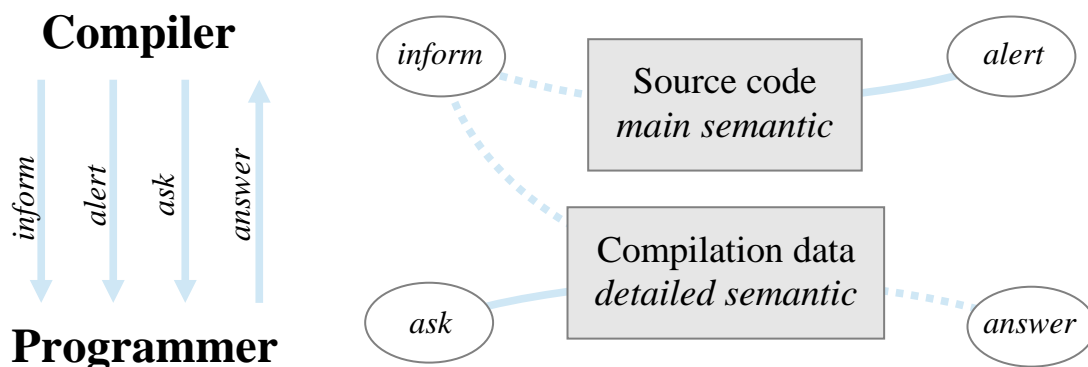 Compiler
inform
alert
ask
answer
Programmer
inform
Source code
main semantic
alert
Compilation data
detailed semantic
ask
answer